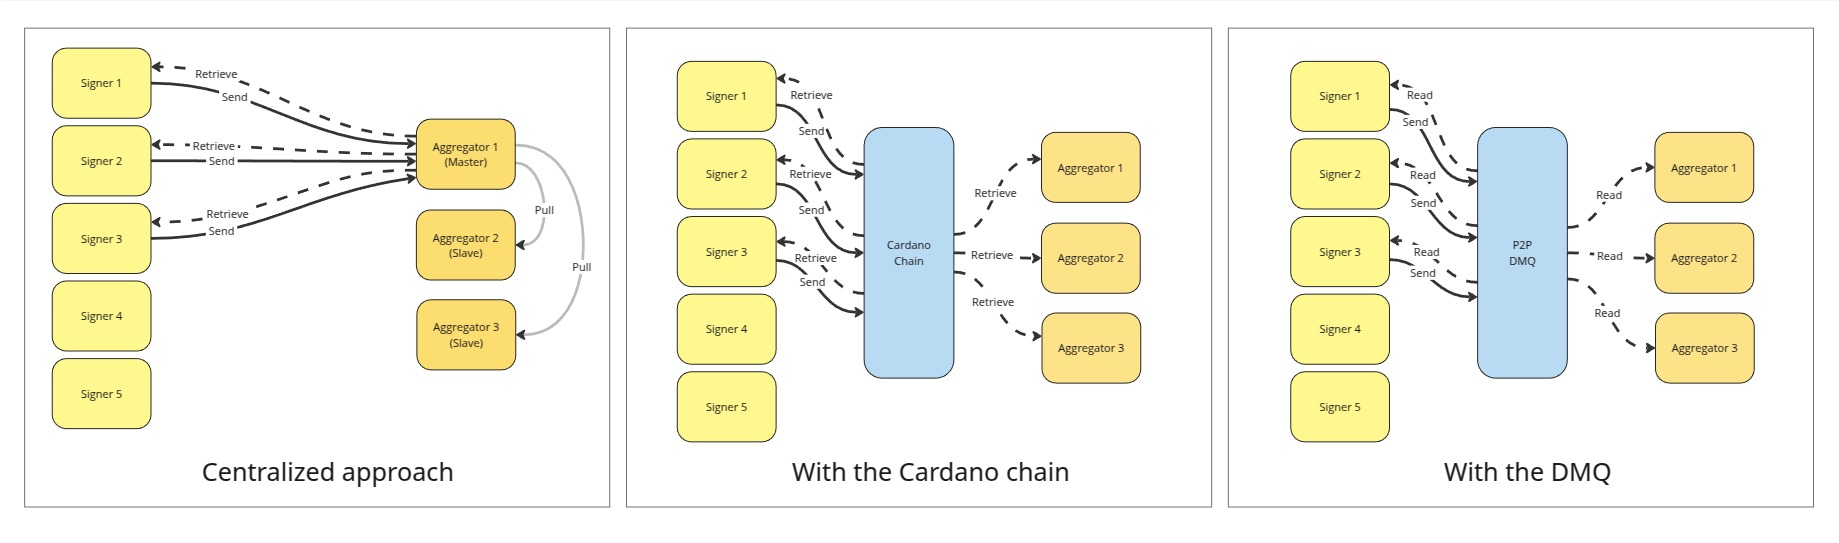 Signer 1
Retrieve
Send
Signer 2
Retrieve
Send
Signer 3
Retrieve
Send
Signer 4
Signer 5
Aggregator 1
(Master)
Aggregator 2
(Slave)
Aggregator 3
(Slave)
Pull
Pull
Centralized approach
Signer 1
Retrieve
Send
Signer 2
Retrieve
Send
Signer 3
Retrieve
Send
Signer 4
Signer 5
Cardano
Chain
Retrieve
Retrieve
Retrieve
Aggregator 1
Aggregator 2
Aggregator 3
With the Cardano chain
Signer 1
Read
Send
Signer 2
Read
Send
Signer 3
Read
Send
Signer 4
Signer 5
P2P
DMQ
Read
Read
Read
Aggregator 1
Aggregator 2
Aggregator 3
With the DMQ